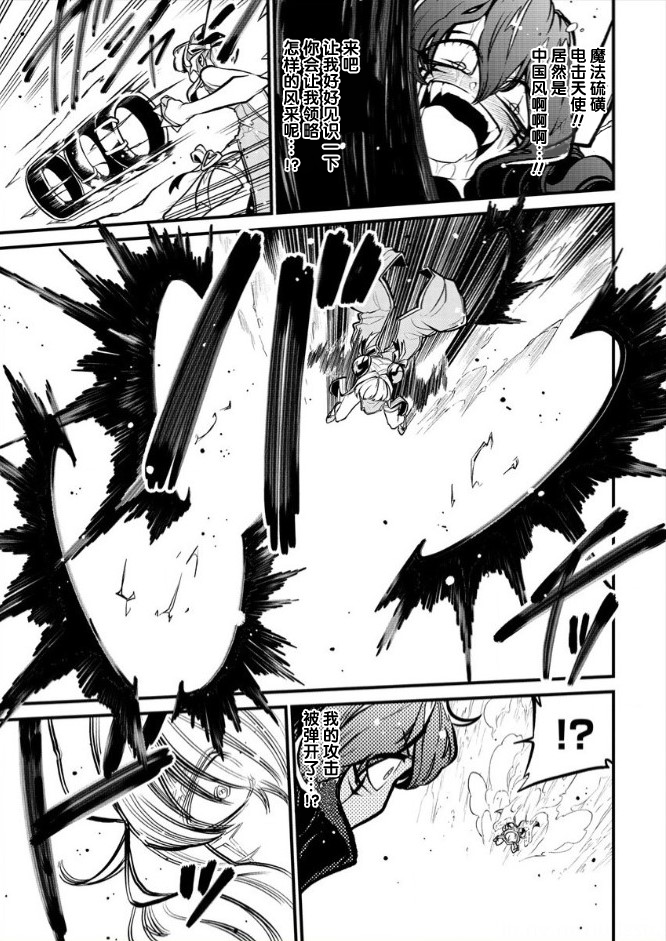 魔法硫磺
电击天使!!
居然是
中国风啊啊啊…!!
来吧
让我好好见识一下
你会让我领略
怎样的风采呢…!?
!?
我的攻击
被弹开了…!?